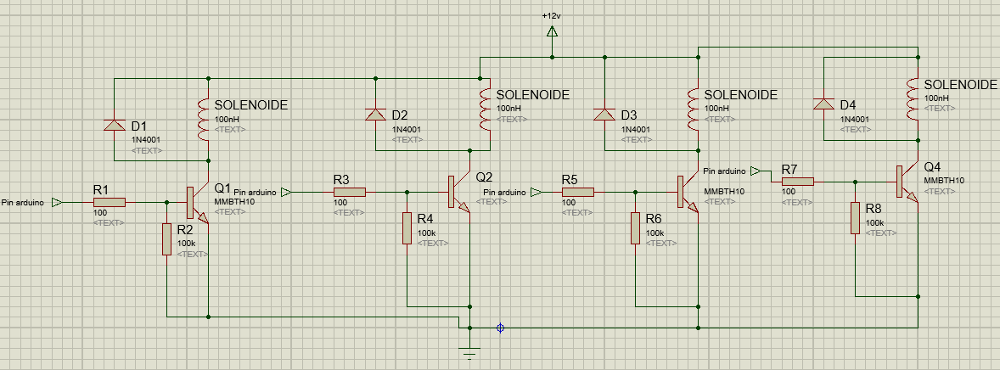 +12v
SOLENOIDE
100nH
<TEXT>
D1
1N4001
<TEXT>
D2
1N4001
<TEXT>
SOLENOIDE
100nH
<TEXT>
D3
1N4001
<TEXT>
SOLENOIDE
100nH
<TEXT>
D4
1N4001
<TEXT>
SOLENOIDE
100nH
<TEXT>
Pin arduino
R1
100
<TEXT>
R2
100k
<TEXT>
Q1
MMBTH10
<TEXT>
Pin arduino
R3
100
<TEXT>
R4
100k
<TEXT>
Q2
<TEXT>
Pin arduino
R5
100
<TEXT>
R6
100k
<TEXT>
MMBTH10
<TEXT>
Pin arduino
R7
100
<TEXT>
R8
100k
<TEXT>
Q4
MMBTH10
<TEXT>